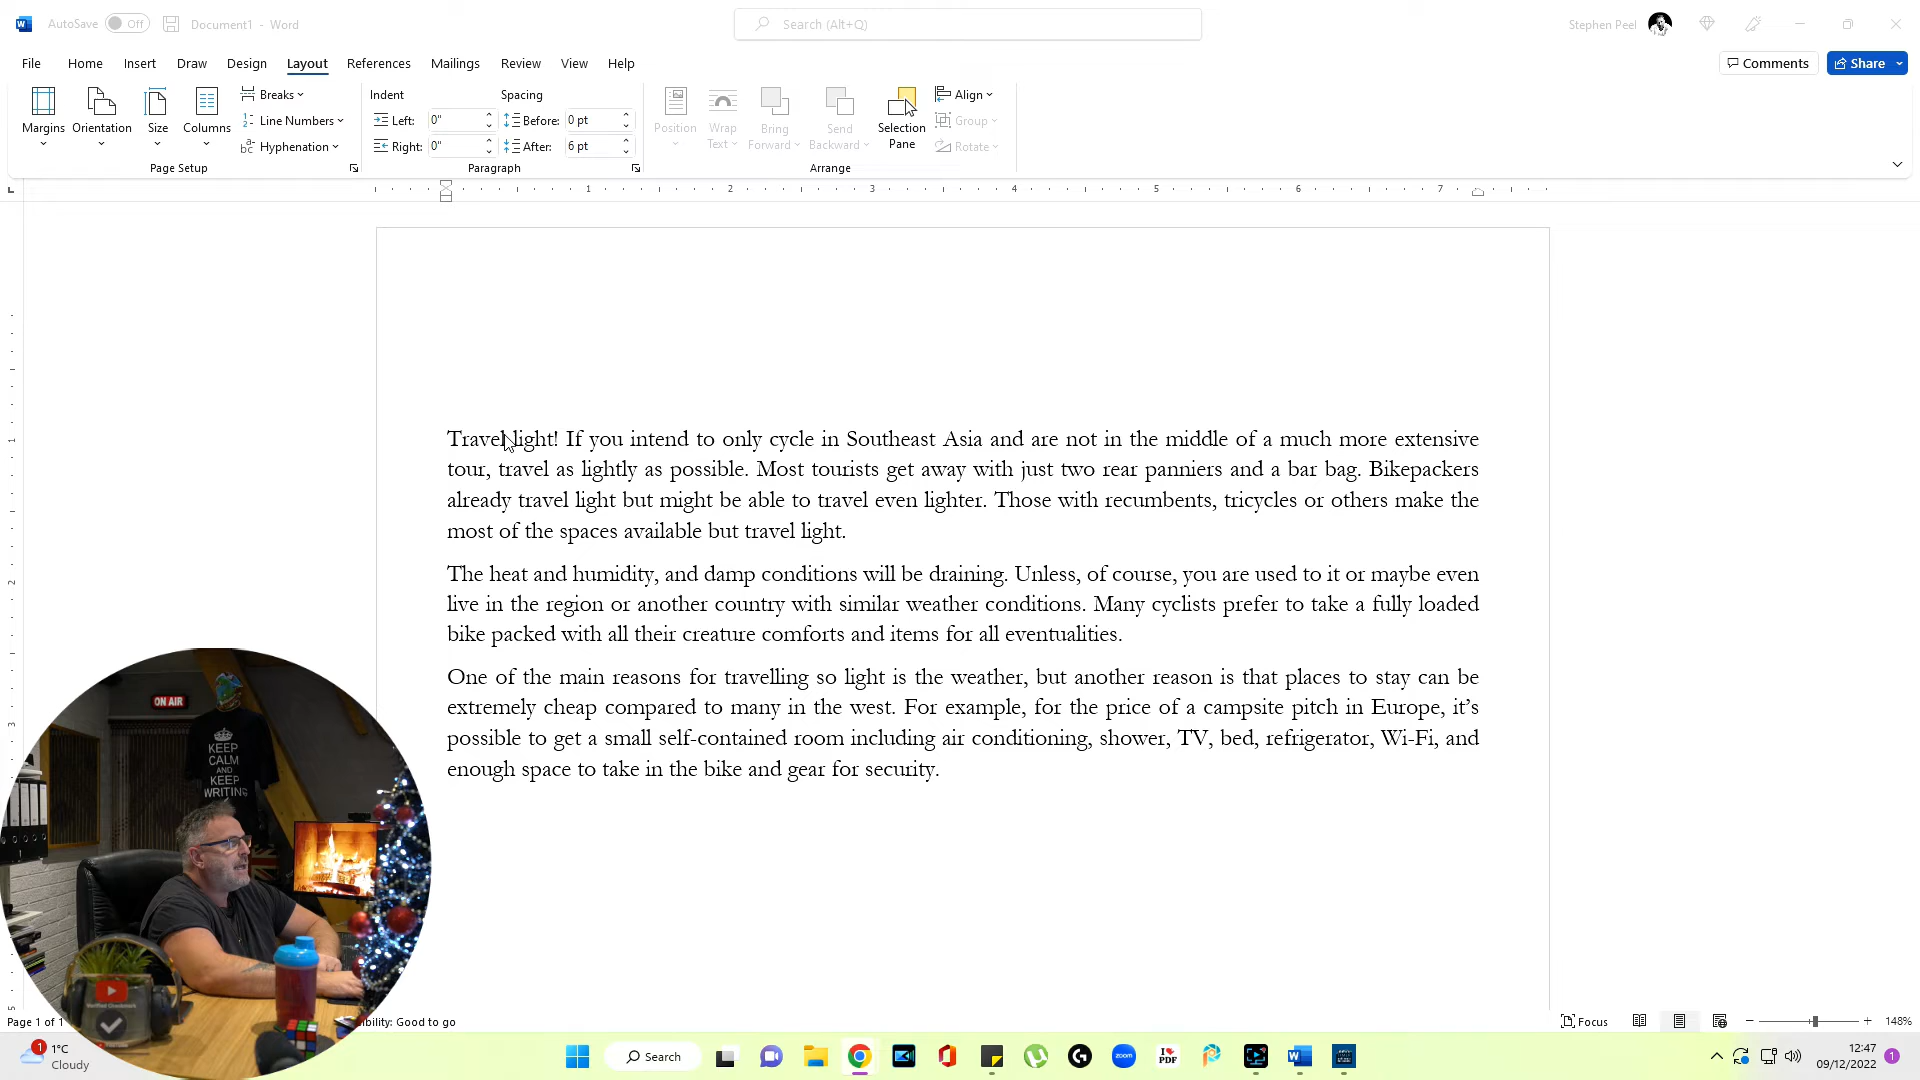 AutoSave Off Document1 - Word Search (Alt+Q) Stephen Peel
File Home Insert Draw Design Layout References Mailings Review View Help Comments Share
Margins Orientation Size Columns Breaks Line Numbers Hyphenation
Page Setup
Indent Spacing
Left: 0" Before: 0 pt
Right: 0" After: 6 pt
Paragraph
Position Wrap Text Bring Forward Send Backward Selection Pane Align Group Rotate
Arrange
1 2 3 4 5 6 7
Travel light! If you intend to only cycle in Southeast Asia and are not in the middle of a much more extensive
tour, travel as lightly as possible. Most tourists get away with just two rear panniers and a bar bag. Bikepackers
already travel light but might be able to travel even lighter. Those with recumbents, tricycles or others make the
most of the spaces available but travel light.
The heat and humidity, and damp conditions will be draining. Unless, of course, you are used to it or maybe even
live in the region or another country with similar weather conditions. Many cyclists prefer to take a fully loaded
bike packed with all their creature comforts and items for all eventualities.
One of the main reasons for travelling so light is the weather, but another reason is that places to stay can be
extremely cheap compared to many in the west. For example, for the price of a campsite pitch in Europe, it’s
possible to get a small self-contained room including air conditioning, shower, TV, bed, refrigerator, Wi-Fi, and
enough space to take in the bike and gear for security.
ON AIR
KEEP
CALM
AND
KEEP
WRITING
Page 1 of 1 Good to go Focus 148%
1 1°C
Cloudy
Search
zoom
I PDF
12:47
09/12/2022
1